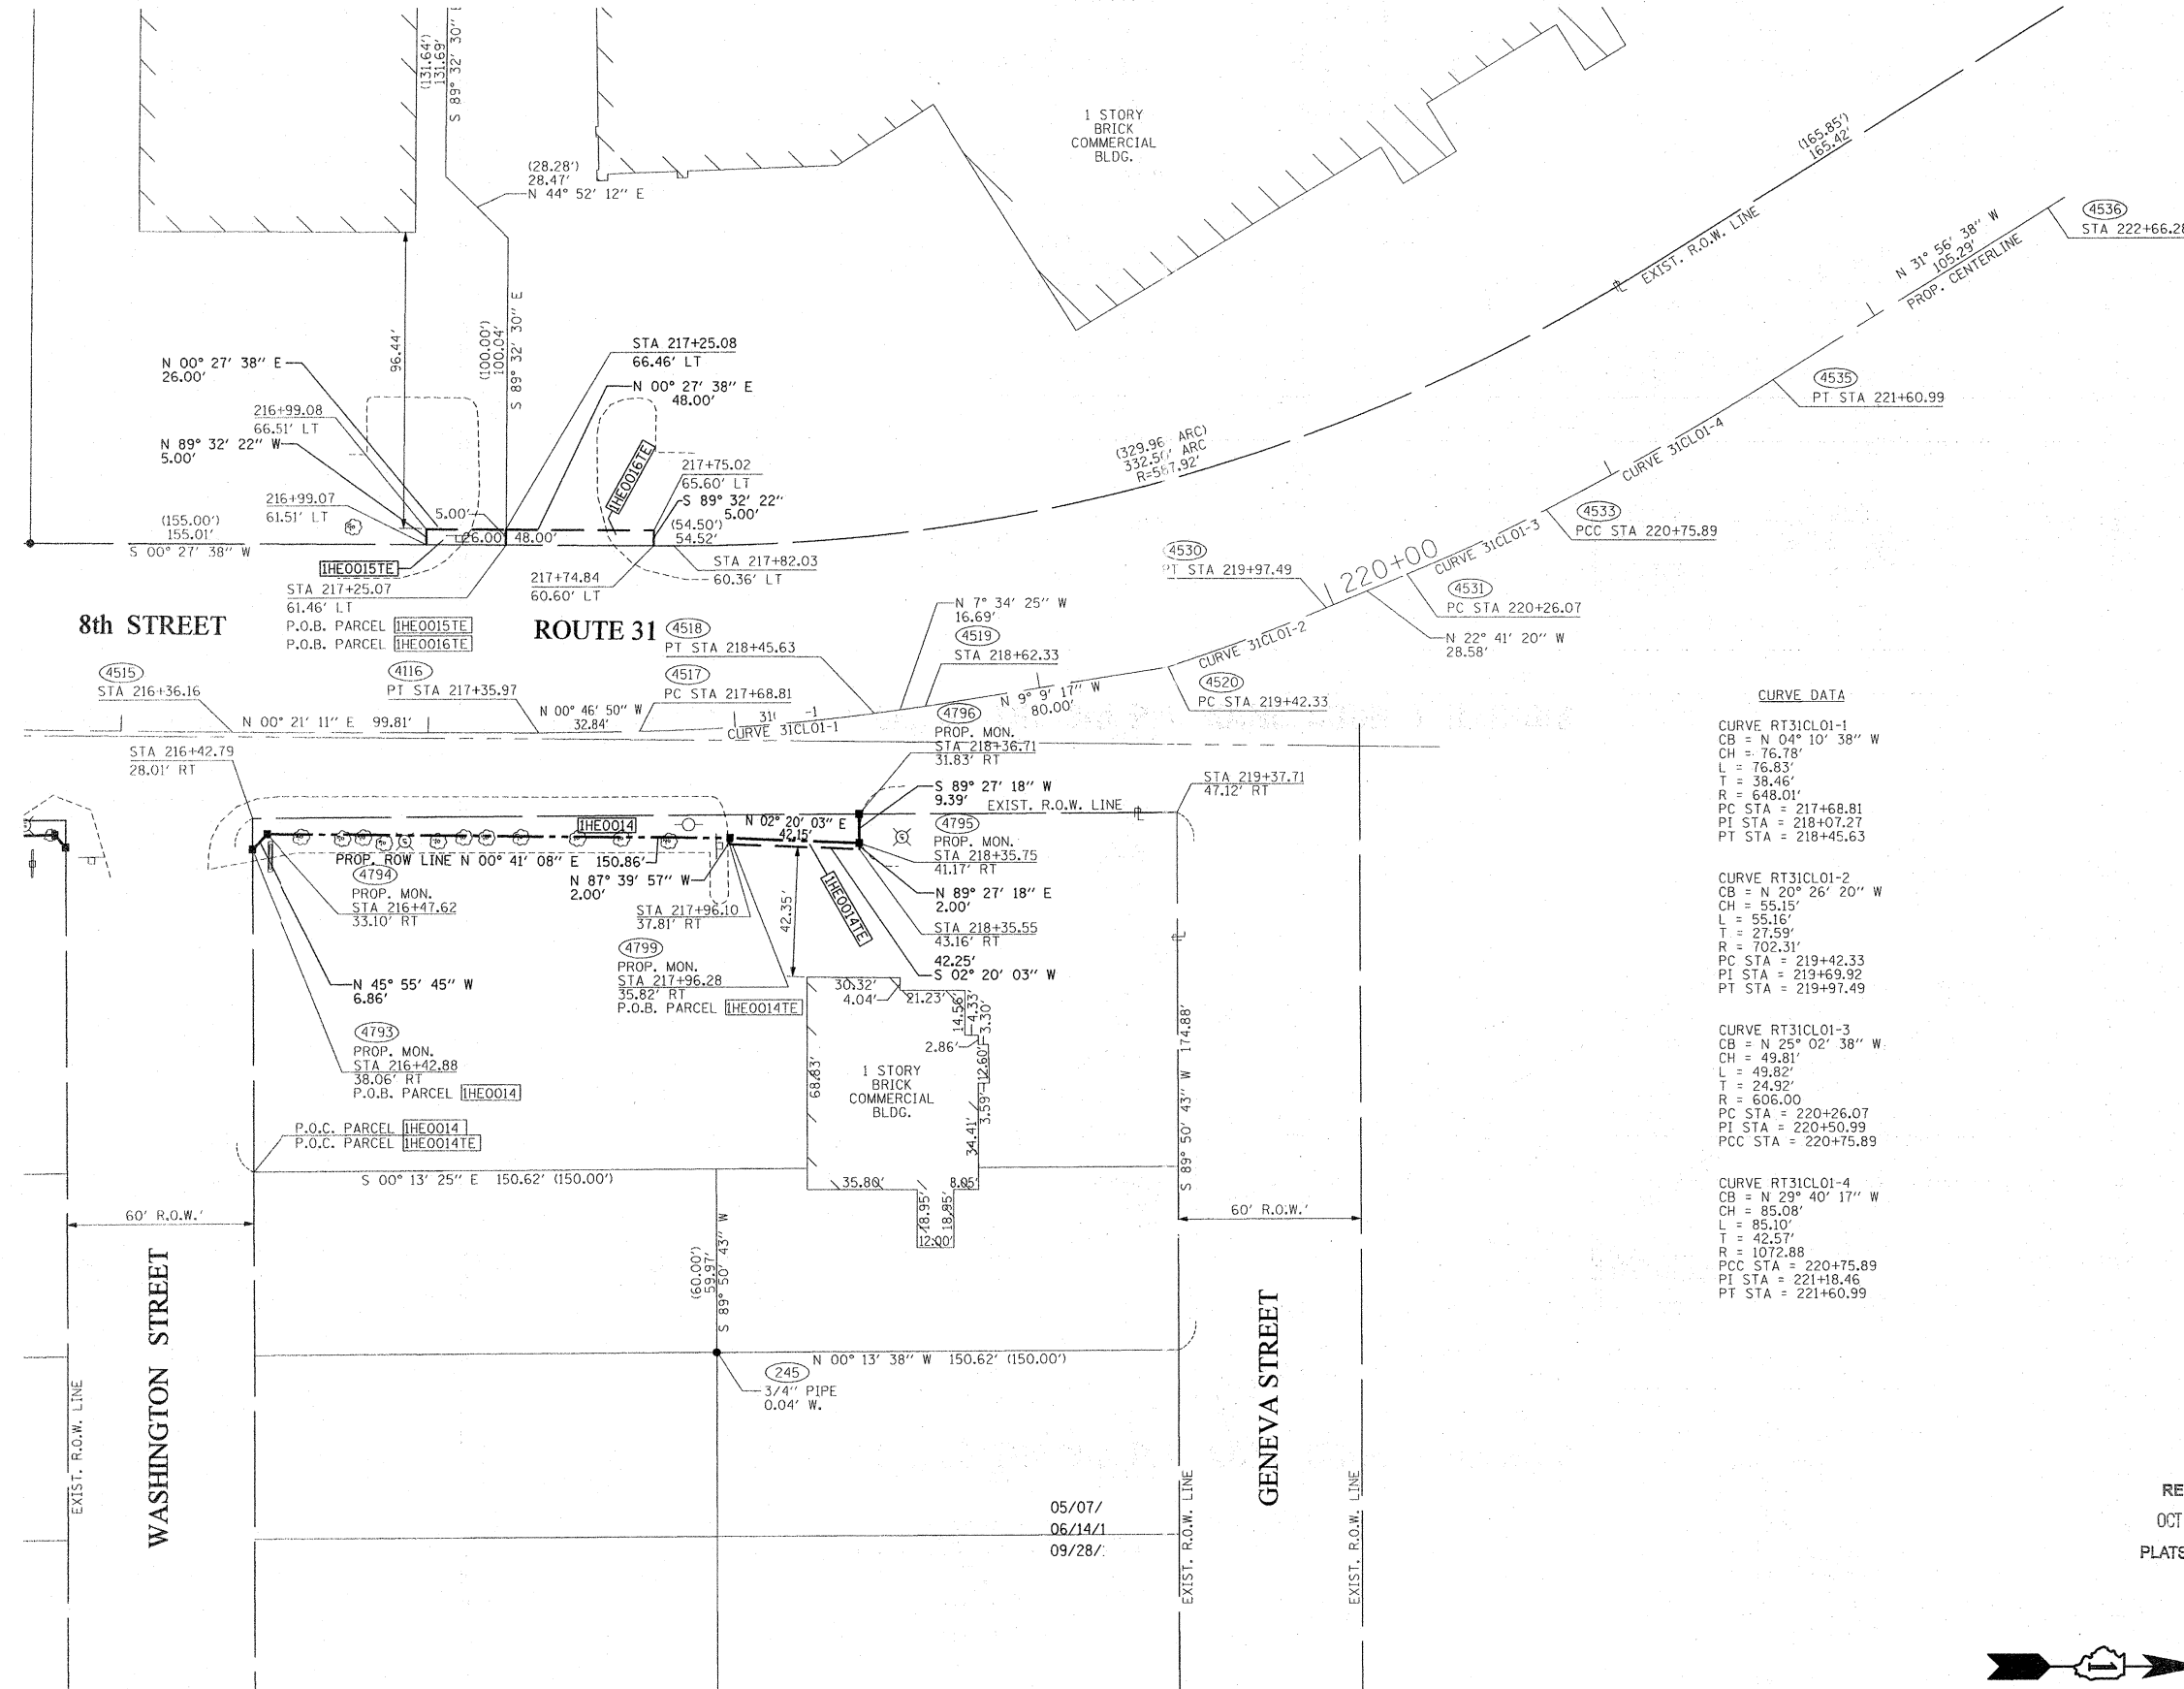 (131.64')
131.69'
S 89° 32' 30" E
(28.28')
28.47'
N 44° 52' 12" E
1 STORY
BRICK
COMMERCIAL
BLDG.
(165.85')
165.42'
EXIST. R.O.W. LINE
N 31° 56' 38" W
105.29'
PROP. CENTERLINE
4536
STA 222+66.28
96.44'
(100.00')
100.04'
S 89° 32' 30" E
N 00° 27' 38" E
26.00'
216+99.08
66.51' LT
N 89° 32' 22" W
5.00'
216+99.07
61.51' LT
(155.00')
155.01'
S 00° 27' 38" W
STA 217+25.08
66.46' LT
N 00° 27' 38" E
48.00'
1HE0016TE
217+75.02
65.60' LT
S 89° 32' 22"
5.00'
(54.50')
54.52'
5.00'
26.00'
48.00'
STA 217+82.03
60.36' LT
217+74.84
60.60' LT
1HE0015TE
STA 217+25.07
61.46' LT
P.O.B. PARCEL 1HE0015TE
P.O.B. PARCEL 1HE0016TE
(329.96 ARC)
332.50' ARC
R=567.92'
4535
PT STA 221+60.99
CURVE 31CL01-4
4533
PCC STA 220+75.89
CURVE 31CL01-3
220+00
4530
PT STA 219+97.49
4531
PC STA 220+26.07
N 22° 41' 20" W
28.58'
CURVE 31CL01-2
4520
PC STA 219+42.33
8th STREET
ROUTE 31
4518
PT STA 218+45.63
N 7° 34' 25" W
16.69'
4519
STA 218+62.33
4515
STA 216+36.16
4116
PI STA 217+35.97
4517
PC STA 217+68.81
N 00° 21' 11" E 99.81'
N 00° 46' 50" W
32.84'
CURVE 31CL01-1
N 9° 9' 17" W
80.00'
STA 216+42.79
28.01' RT
4796
PROP. MON.
STA 218+36.71
31.83' RT
S 89° 27' 18" W
9.39'
EXIST. R.O.W. LINE
STA 219+37.71
47.12' RT
4795
PROP. MON.
STA 218+35.75
41.17' RT
N 89° 27' 18" E
2.00'
STA 218+35.55
43.16' RT
42.25'
S 02° 20' 03" W
1HE0014
N 02° 20' 03" E
42.15'
PROP. ROW LINE N 00° 41' 08" E 150.86'
4794
PROP. MON.
STA 216+47.62
33.10' RT
N 87° 39' 57" W
2.00'
STA 217+96.10
37.81' RT
4799
PROP. MON.
STA 217+96.28
35.82' RT
P.O.B. PARCEL 1HE0014TE
42.35'
1HE0014TE
N 45° 55' 45" W
6.86'
4793
PROP. MON.
STA 216+42.88
38.06' RT
P.O.B. PARCEL 1HE0014
P.O.C. PARCEL 1HE0014
P.O.C. PARCEL 1HE0014TE
30.32'
4.04'
21.23'
14.56'
4.33'
3.30'
2.86'
12.60'
3.59'
34.41'
68.83'
1 STORY
BRICK
COMMERCIAL
BLDG.
35.80'
8.05'
18.95'
18.95'
12.00'
S 00° 13' 25" E 150.62' (150.00')
S 89° 50' 43" W 174.88'
60' R.O.W.'
60' R.O.W.'
(60.00')
59.97'
S 89° 50' 43" W
N 00° 13' 38" W 150.62' (150.00')
245
3/4" PIPE
0.04' W.
WASHINGTON STREET
GENEVA STREET
EXIST. R.O.W. LINE
EXIST. R.O.W. LINE
EXIST. R.O.W. LINE
05/07/
06/14/1
09/28/
CURVE DATA
CURVE RT31CL01-1
CB = N 04° 10' 38" W
CH = 76.78'
L = 76.83'
T = 38.46'
R = 648.01'
PC STA = 217+68.81
PI STA = 218+07.27
PT STA = 218+45.63
CURVE RT31CL01-2
CB = N 20° 26' 20" W
CH = 55.15'
L = 55.16'
T = 27.59'
R = 702.31'
PC STA = 219+42.33
PI STA = 219+69.92
PT STA = 219+97.49
CURVE RT31CL01-3
CB = N 25° 02' 38" W
CH = 49.81'
L = 49.82'
T = 24.92'
R = 606.00
PC STA = 220+26.07
PI STA = 220+50.99
PCC STA = 220+75.89
CURVE RT31CL01-4
CB = N 29° 40' 17" W
CH = 85.08'
L = 85.10'
T = 42.57'
R = 1072.88
PCC STA = 220+75.89
PI STA = 221+18.46
PT STA = 221+60.99
RE
OCT
PLATS